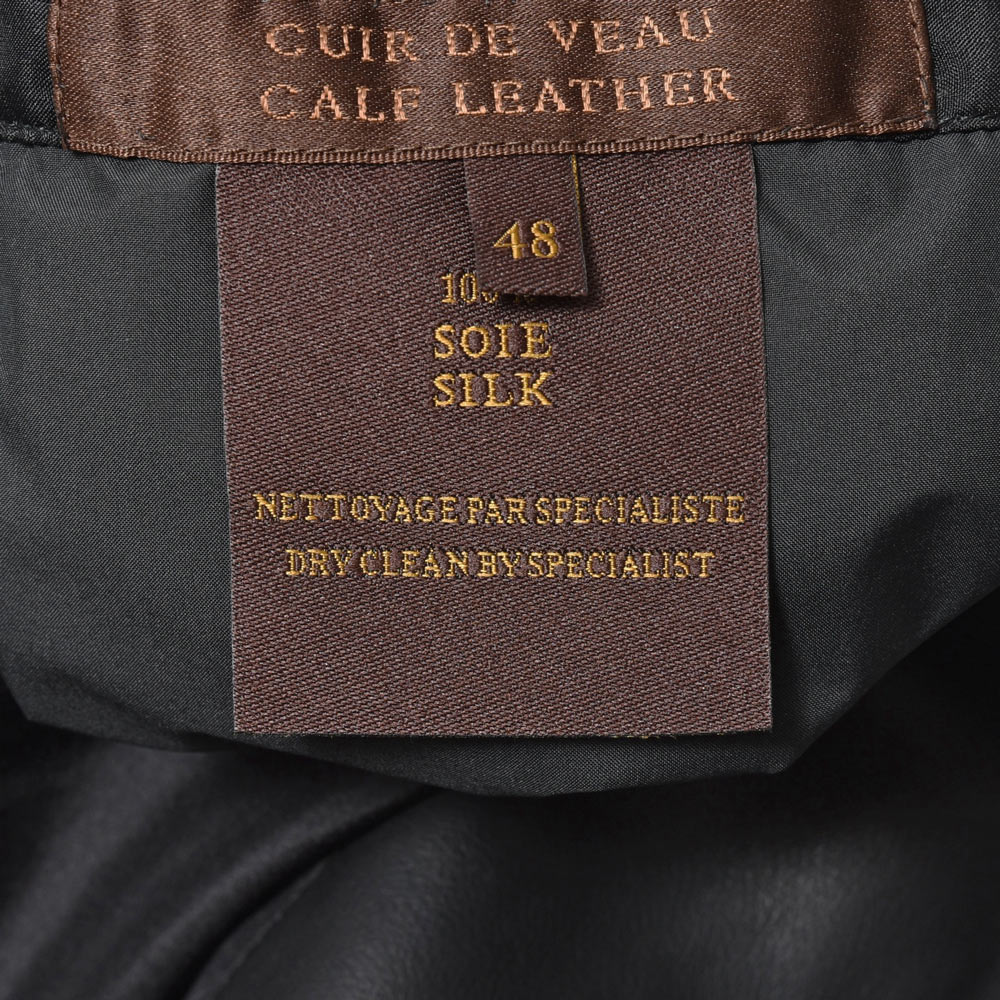 CUIR DE VEAU
CALF LEATHER
48
SOIE
SILK
NETTOYAGE PAR SPECIALISTE
DRY CLEAN BY SPECIALIST